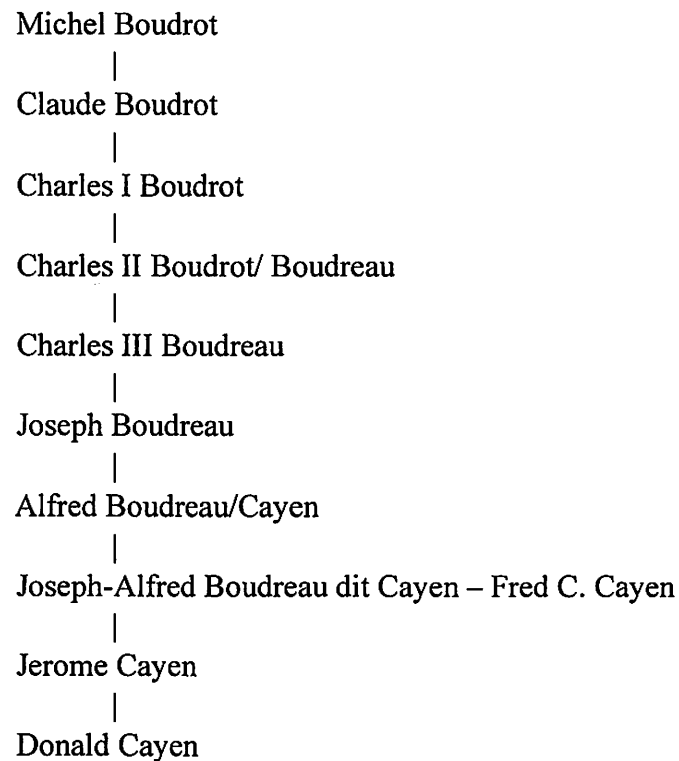 Michel Boudrot
|
Claude Boudrot
|
Charles I Boudrot
|
Charles II Boudrot/ Boudreau
|
Charles III Boudreau
|
Joseph Boudreau
|
Alfred Boudreau/Cayen
|
Joseph-Alfred Boudreau dit Cayen – Fred C. Cayen
|
Jerome Cayen
|
Donald Cayen